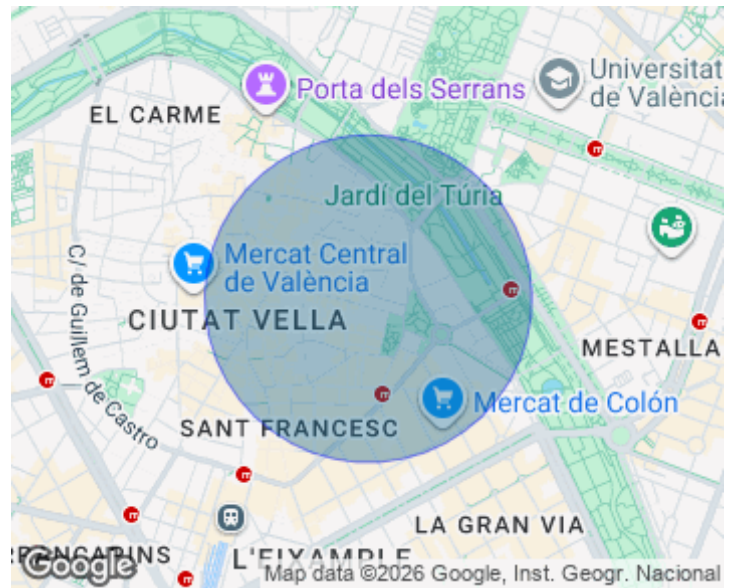 Universitat
de València
Porta dels Serrans
EL CARME
Jardí del Túria
Mercat Central
de València
C/ de Guillem de Castro
CIUTAT VELLA
MESTALLA
Mercat de Colón
SANT FRANCESC
LA GRAN VIA
L'EIXAMPLE
Google
Map data ©2026 Google, Inst. Geogr. Nacional